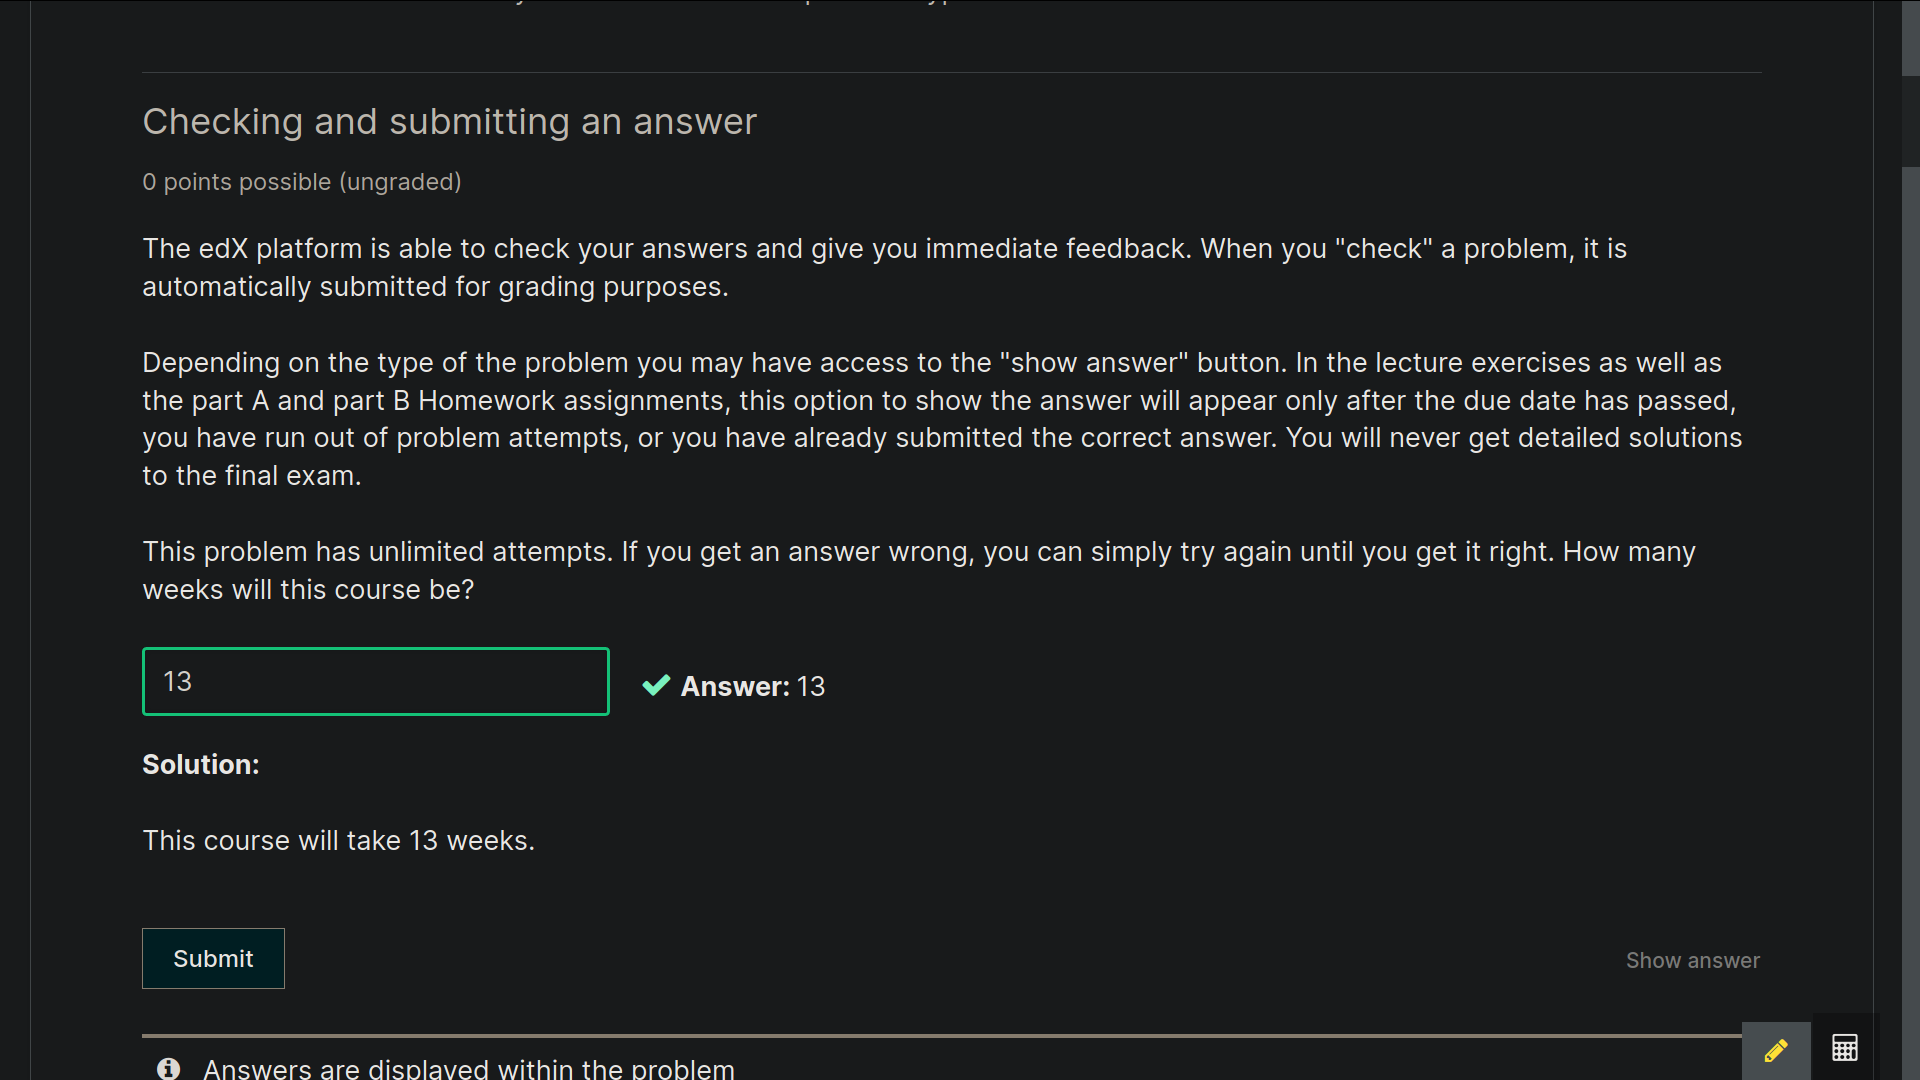 Checking and submitting an answer
0 points possible (ungraded)
The edX platform is able to check your answers and give you immediate feedback. When you "check" a problem, it is
automatically submitted for grading purposes.
Depending on the type of the problem you may have access to the "show answer" button. In the lecture exercises as well as
the part A and part B Homework assignments, this option to show the answer will appear only after the due date has passed,
you have run out of problem attempts, or you have already submitted the correct answer. You will never get detailed solutions
to the final exam.
This problem has unlimited attempts. If you get an answer wrong, you can simply try again until you get it right. How many
weeks will this course be?
13
Answer: 13
Solution:
This course will take 13 weeks.
Submit
Show answer
Answers are displayed within the problem